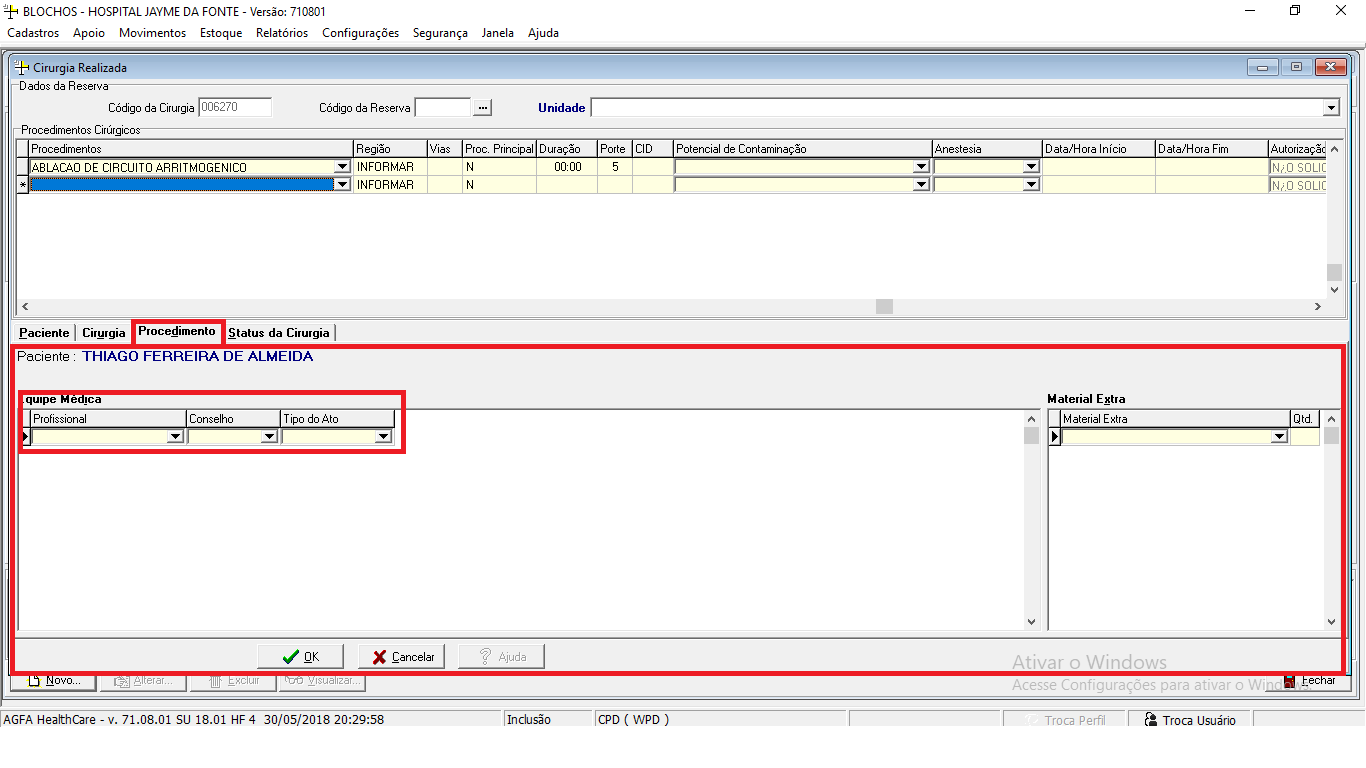 BLOCHOS - HOSPITAL JAYME DA FONTE - Versão: 710801
Cadastros Apoio Movimentos Estoque Relatórios Configurações Segurança Janela Ajuda
Cirurgia Realizada
Dados da Reserva
Código da Cirurgia 006270 Código da Reserva ... Unidade
Procedimentos Cirúrgicos
Procedimentos Região Vias Proc. Principal Duração Porte CID Potencial de Contaminação Anestesia Data/Hora Início Data/Hora Fim Autorização
ABLACAO DE CIRCUITO ARRITMOGENICO INFORMAR N 00:00 5 N¿O SOLIC
* INFORMAR N N¿O SOLIC
Paciente Cirurgia Procedimento Status da Cirurgia
Paciente : THIAGO FERREIRA DE ALMEIDA
quipe Médica Material Extra
Profissional Conselho Tipo do Ato Material Extra Qtd.
OK Cancelar ? Ajuda
Ativar o Windows
Acesse Configurações para ativar o Windows.
Novo... Alterar... Excluir Visualizar... Fechar
AGFA HealthCare - v. 71.08.01 SU 18.01 HF 4 30/05/2018 20:29:58 Inclusão CPD ( WPD ) Troca Perfil Troca Usuário